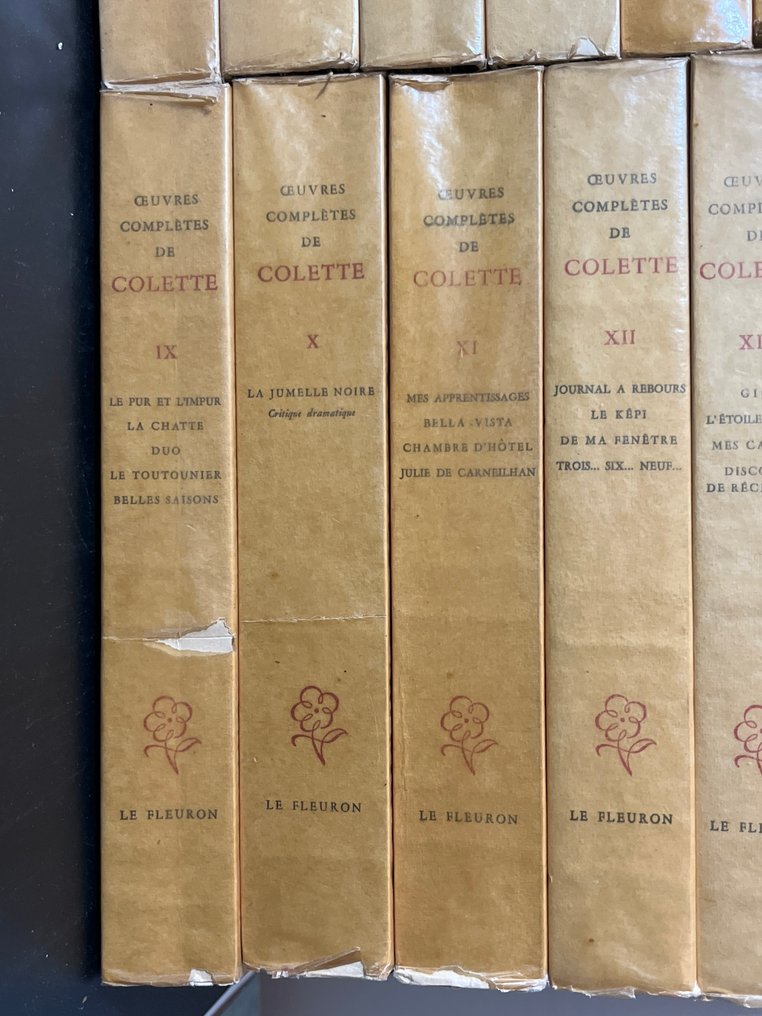 ŒUVRES
COMPLÈTES
DE
COLETTE
IX
LE PUR ET L'IMPUR
LA CHATTE
DUO
LE TOUTOUNIER
BELLES SAISONS
LE FLEURON
ŒUVRES
COMPLÈTES
DE
COLETTE
X
LA JUMELLE NOIRE
Critique dramatique
LE FLEURON
ŒUVRES
COMPLÈTES
DE
COLETTE
XI
MES APPRENTISSAGES
BELLA-VISTA
CHAMBRE D'HÔTEL
JULIE DE CARNEILHAN
LE FLEURON
ŒUVRES
COMPLÈTES
DE
COLETTE
XII
JOURNAL A REBOURS
LE KÉPI
DE MA FENÊTRE
TROIS... SIX... NEUF...
LE FLEURON
L'ÉTOILE
MES
LE